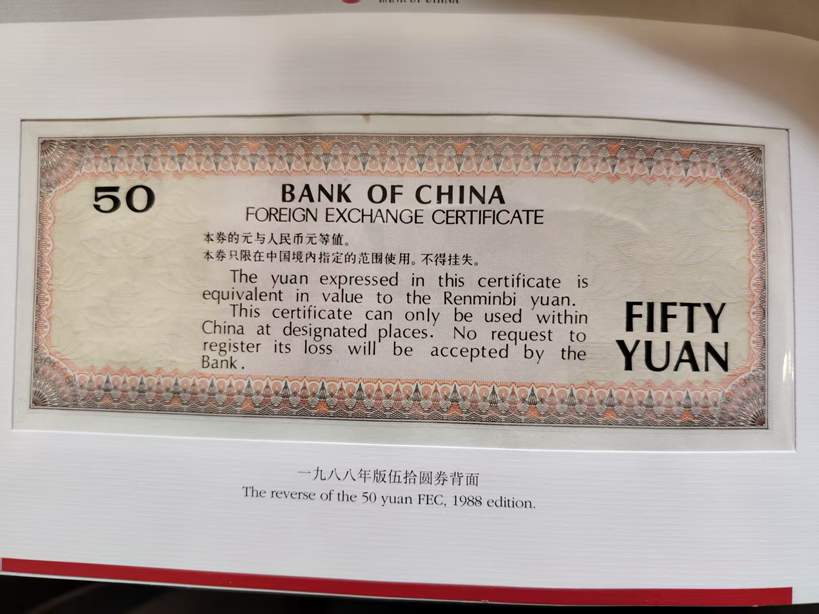 BANK OF CHINA
50
BANK OF CHINA
FOREIGN EXCHANGE CERTIFICATE
本券的元与人民币元等值。
本券只限在中国境内指定的范围使用。不得挂失。
The yuan expressed in this certificate is
equivalent in value to the Renminbi yuan.
This certificate can only be used within
China at designated places. No request to
register its loss will be accepted by the
Bank.
FIFTY
YUAN
一九八八年版伍拾圆券背面
The reverse of the 50 yuan FEC, 1988 edition.